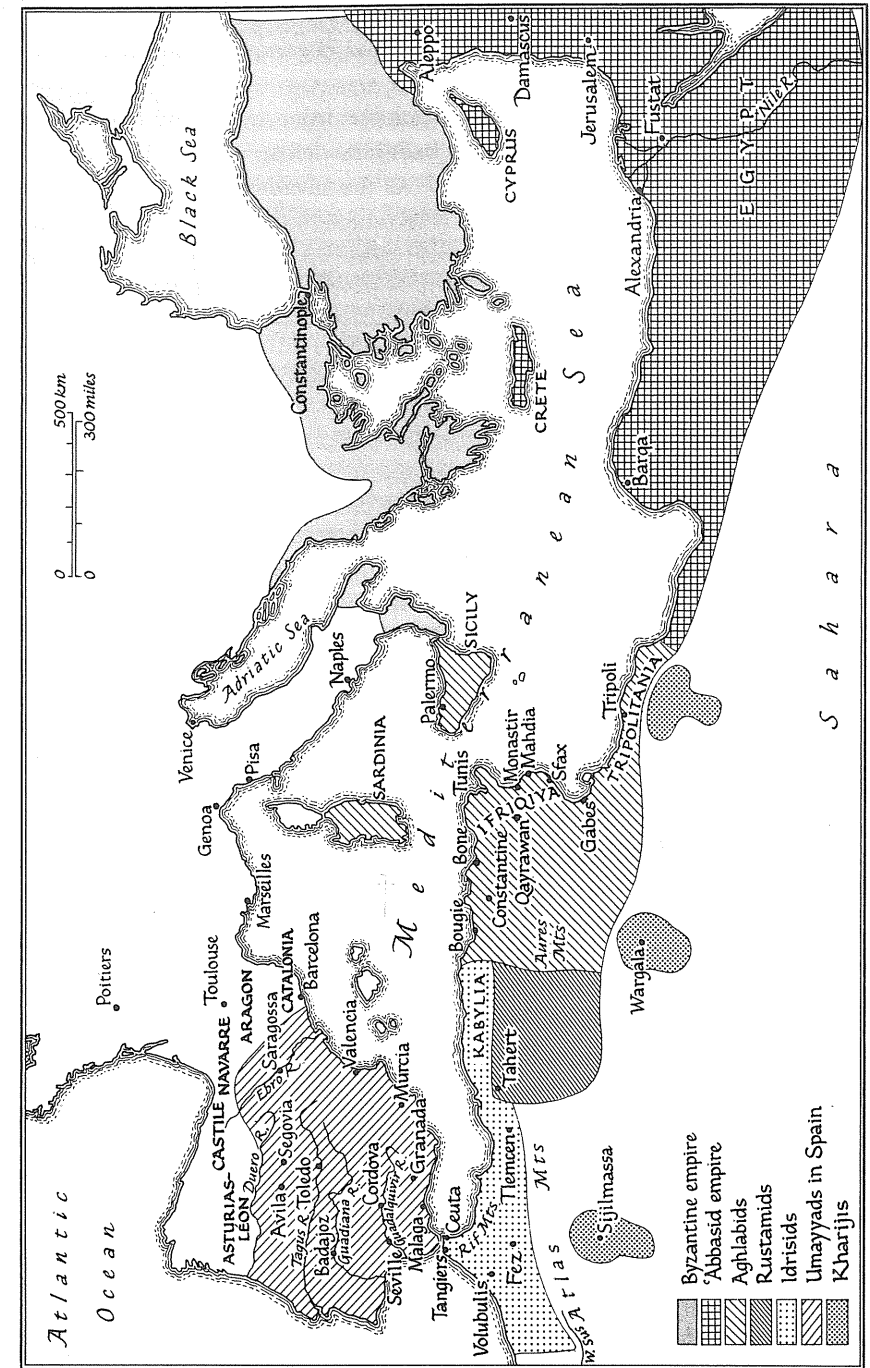 Atlantic
Ocean
Poitiers
Venice
Genoa
Pisa
Adriatic Sea
Naples
Black Sea
Constantinople
0 500 km
0 300 miles
Toulouse
Marseilles
ASTURIAS-
LEON
CASTILE
NAVARRE
ARAGON
CATALONIA
Barcelona
Saragossa
Ebro R.
Duero R.
Segovia
Avila
Toledo
Tagus R.
Badajoz
Guadiana R.
Cordova
Guadalquivir R.
Seville
Malaga
Granada
Murcia
Valencia
SARDINIA
Palermo
SICILY
CRETE
CYPRUS
Aleppo
Damascus
Jerusalem
Mediterranean Sea
Tangiers
Ceuta
Rif Mts
Volubilis
Fez
Tlemcen
Atlas Mts
W. Sus
Sijilmassa
KABYLIA
Tahert
Bougie
Bone
Constantine
Aures
Mts
Tunis
IFRIQIYA
Qayrawan
Monastir
Mahdia
Sfax
Gabes
Tripoli
TRIPOLITANIA
Wargala
Barqa
Alexandria
Fustat
EGYPT
Nile R.
Sahara
Byzantine empire
ʿAbbasid empire
Aghlabids
Rustamids
Idrisids
Umayyads in Spain
Kharijis